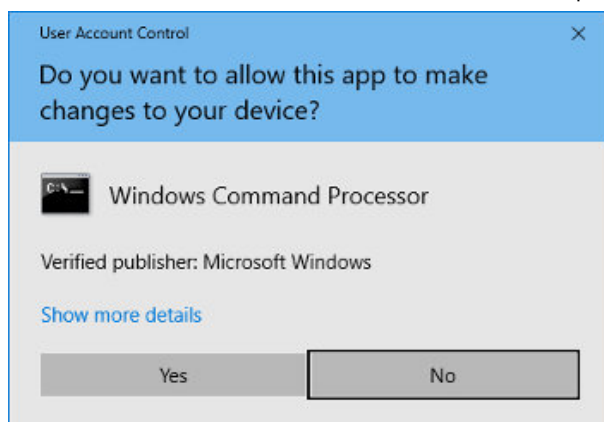 User Account Control
Do you want to allow this app to make
changes to your device?
C:\_
Windows Command Processor
Verified publisher: Microsoft Windows
Show more details
Yes
No